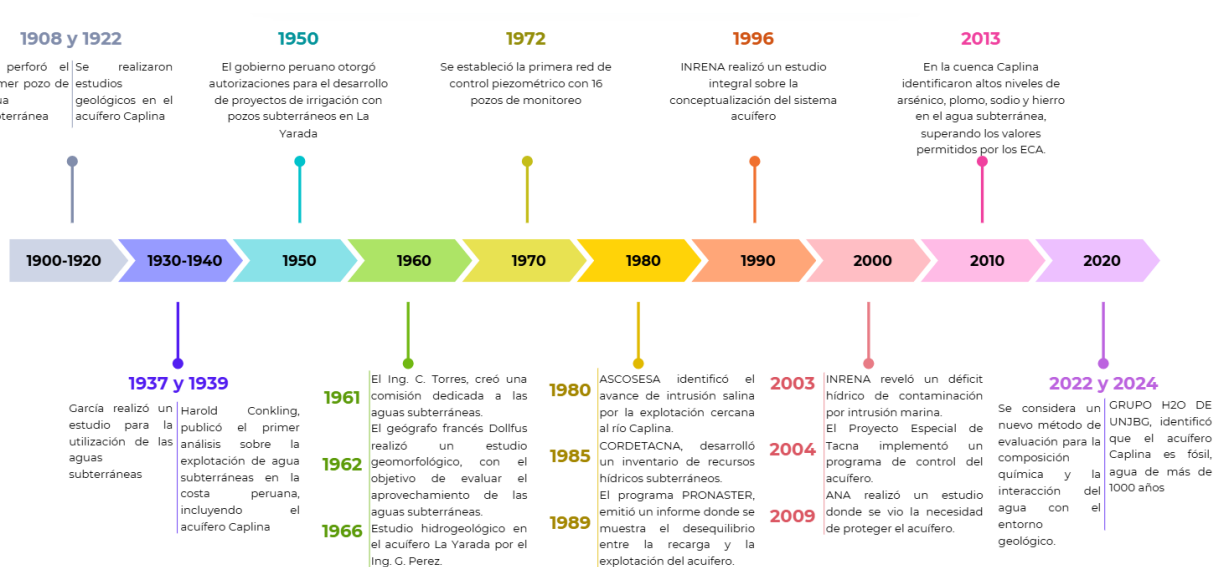 1908 y 1922
perforó el
pozo de
Se realizaron
estudios
geológicos en el
acuífero Caplina
1950
El gobierno peruano otorgó
autorizaciones para el desarrollo
de proyectos de irrigación con
pozos subterráneos en La
Yarada
1972
Se estableció la primera red de
control piezométrico con 16
pozos de monitoreo
1996
INRENA realizó un estudio
integral sobre la
conceptualización del sistema
acuífero
2013
En la cuenca Caplina
identificaron altos niveles de
arsénico, plomo, sodio y hierro
en el agua subterránea,
superando los valores
permitidos por los ECA.
1900-1920
1930-1940
1950
1960
1970
1980
1990
2000
2010
2020
1937 y 1939
García realizó un
estudio para la
utilización de las
aguas
subterráneas
Harold Conkling,
publicó el primer
análisis sobre la
explotación de agua
subterráneas en la
costa peruana,
incluyendo el
acuífero Caplina
1961
El Ing. C. Torres, creó una
comisión dedicada a las
aguas subterráneas.
1962
El geógrafo francés Dollfus
realizó un estudio
geomorfológico, con el
objetivo de evaluar el
aprovechamiento de las
aguas subterráneas.
1966
Estudio hidrogeológico en
el acuífero La Yarada por el
Ing. G. Perez.
1980
ASCOSESA identificó el
avance de intrusión salina
por la explotación cercana
al río Caplina.
1985
CORDETACNA, desarrolló
un inventario de recursos
hídricos subterráneos.
1989
El programa PRONASTER,
emitió un informe donde se
muestra el desequilibrio
entre la recarga y la
explotación del acuifero.
2003
INRENA reveló un déficit
hídrico de contaminación
por intrusión marina.
2004
El Proyecto Especial de
Tacna implementó un
programa de control del
acuífero.
2009
ANA realizó un estudio
donde se vio la necesidad
de proteger el acuífero.
2022 y 2024
Se considera un
nuevo método de
evaluación para la
composición
química y la
interacción del
agua con el
entorno
geológico.
GRUPO H2O DE
UNJBG, identificó
que el acuífero
Caplina es fósil,
agua de más de
1000 años